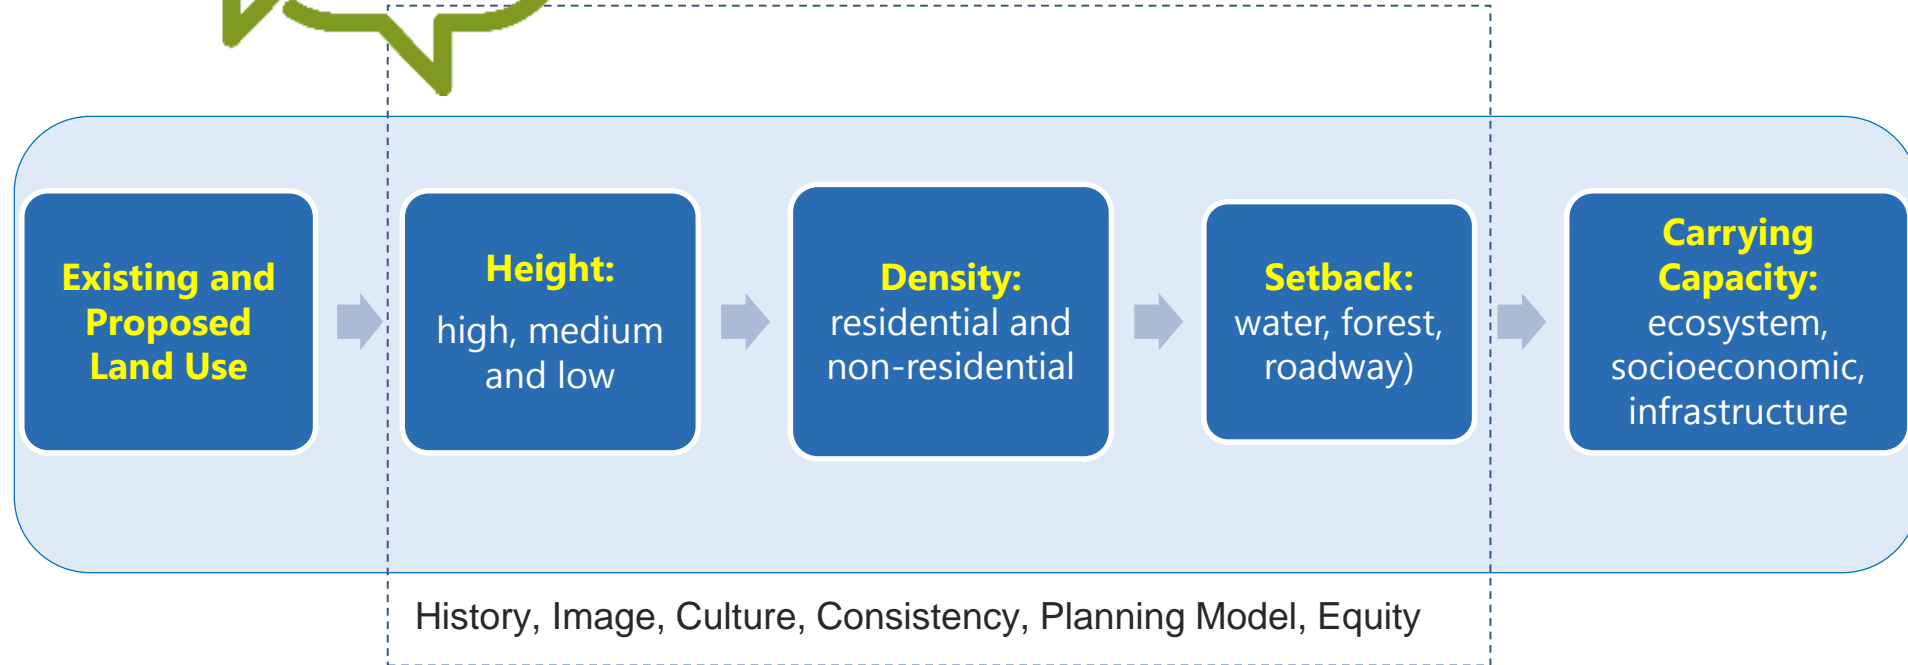 Existing and
Proposed
Land Use
Height:
high, medium
and low
Density:
residential and
non-residential
Setback:
water, forest,
roadway)
Carrying
Capacity:
ecosystem,
socioeconomic,
infrastructure
History, Image, Culture, Consistency, Planning Model, Equity